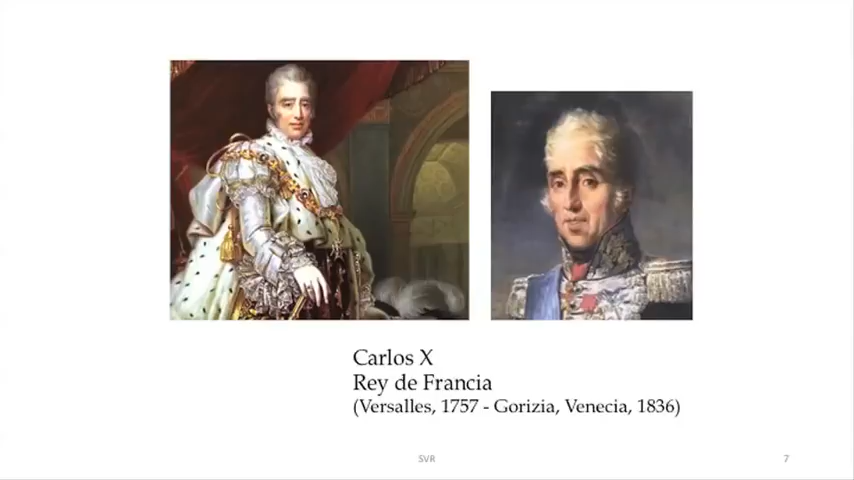 Carlos X
Rey de Francia
(Versalles, 1757 - Gorizia, Venecia, 1836)
SVR
7